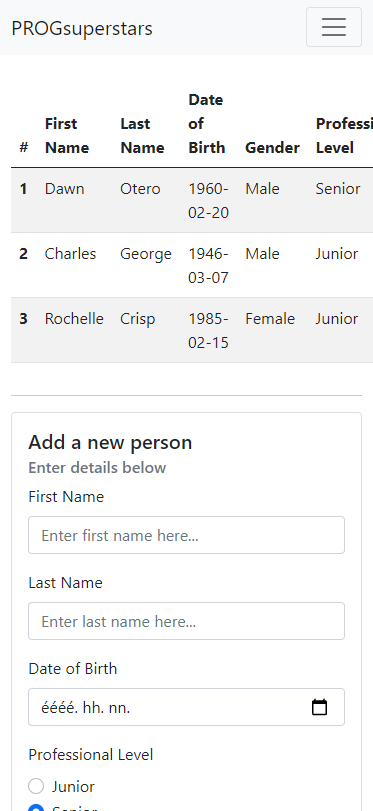 PROGsuperstars
# First Name Last Name Date of Birth Gender Level
1 Dawn Otero 1960-02-20 Male Senior
2 Charles George 1946-03-07 Male Junior
3 Rochelle Crisp 1985-02-15 Female Junior
Add a new person
Enter details below
First Name
Enter first name here...
Last Name
Enter last name here...
Date of Birth
éééé. hh. nn.
Professional Level
Junior
Senior